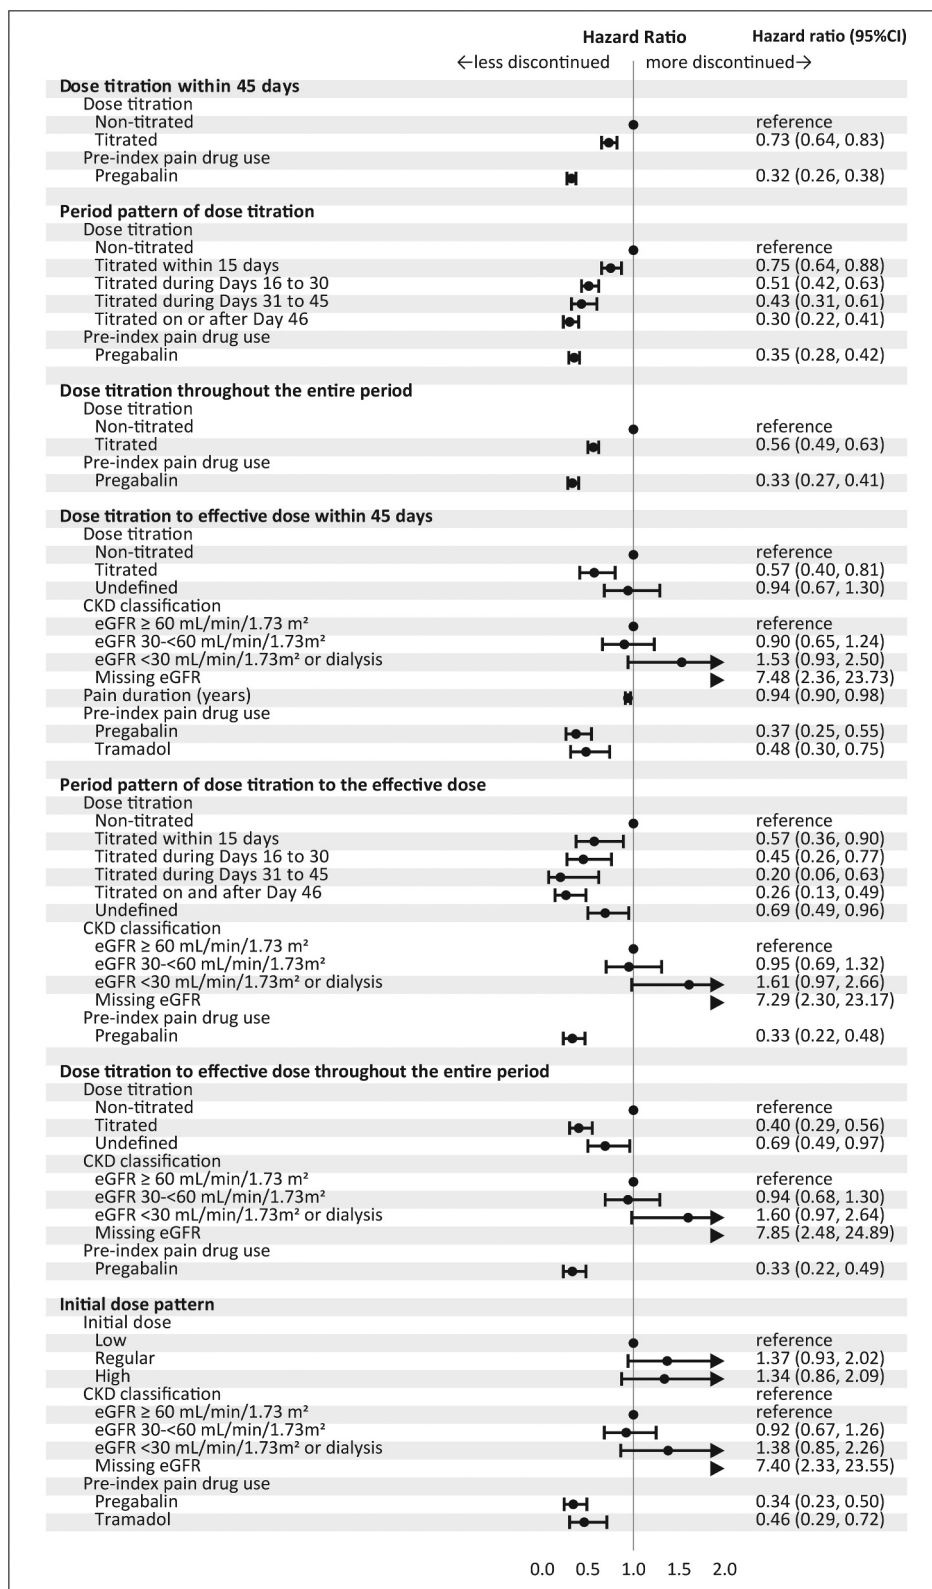 Hazard Ratio Hazard ratio (95%CI)
←less discontinued more discontinued→
Dose titration within 45 days
Dose titration
Non-titrated reference
Titrated 0.73 (0.64, 0.83)
Pre-index pain drug use
Pregabalin 0.32 (0.26, 0.38)
Period pattern of dose titration
Dose titration
Non-titrated reference
Titrated within 15 days 0.75 (0.64, 0.88)
Titrated during Days 16 to 30 0.51 (0.42, 0.63)
Titrated during Days 31 to 45 0.43 (0.31, 0.61)
Titrated on or after Day 46 0.30 (0.22, 0.41)
Pre-index pain drug use
Pregabalin 0.35 (0.28, 0.42)
Dose titration throughout the entire period
Dose titration
Non-titrated reference
Titrated 0.56 (0.49, 0.63)
Pre-index pain drug use
Pregabalin 0.33 (0.27, 0.41)
Dose titration to effective dose within 45 days
Dose titration
Non-titrated reference
Titrated 0.57 (0.40, 0.81)
Undefined 0.94 (0.67, 1.30)
CKD classification
eGFR ≥ 60 mL/min/1.73 m² reference
eGFR 30-<60 mL/min/1.73m² 0.90 (0.65, 1.24)
eGFR <30 mL/min/1.73m² or dialysis 1.53 (0.93, 2.50)
Missing eGFR 7.48 (2.36, 23.73)
Pain duration (years) 0.94 (0.90, 0.98)
Pre-index pain drug use
Pregabalin 0.37 (0.25, 0.55)
Tramadol 0.48 (0.30, 0.75)
Period pattern of dose titration to the effective dose
Dose titration
Non-titrated reference
Titrated within 15 days 0.57 (0.36, 0.90)
Titrated during Days 16 to 30 0.45 (0.26, 0.77)
Titrated during Days 31 to 45 0.20 (0.06, 0.63)
Titrated on and after Day 46 0.26 (0.13, 0.49)
Undefined 0.69 (0.49, 0.96)
CKD classification
eGFR ≥ 60 mL/min/1.73 m² reference
eGFR 30-<60 mL/min/1.73m² 0.95 (0.69, 1.32)
eGFR <30 mL/min/1.73m² or dialysis 1.61 (0.97, 2.66)
Missing eGFR 7.29 (2.30, 23.17)
Pre-index pain drug use
Pregabalin 0.33 (0.22, 0.48)
Dose titration to effective dose throughout the entire period
Dose titration
Non-titrated reference
Titrated 0.40 (0.29, 0.56)
Undefined 0.69 (0.49, 0.97)
CKD classification
eGFR ≥ 60 mL/min/1.73 m² reference
eGFR 30-<60 mL/min/1.73m² 0.94 (0.68, 1.30)
eGFR <30 mL/min/1.73m² or dialysis 1.60 (0.97, 2.64)
Missing eGFR 7.85 (2.48, 24.89)
Pre-index pain drug use
Pregabalin 0.33 (0.22, 0.49)
Initial dose pattern
Initial dose
Low reference
Regular 1.37 (0.93, 2.02)
High 1.34 (0.86, 2.09)
CKD classification reference
eGFR ≥ 60 mL/min/1.73 m² reference
eGFR 30-<60 mL/min/1.73m² 0.92 (0.67, 1.26)
eGFR <30 mL/min/1.73m² or dialysis 1.38 (0.85, 2.26)
Missing eGFR 7.40 (2.33, 23.55)
Pre-index pain drug use
Pregabalin 0.34 (0.23, 0.50)
Tramadol 0.46 (0.29, 0.72)
0.0 0.5 1.0 1.5 2.0